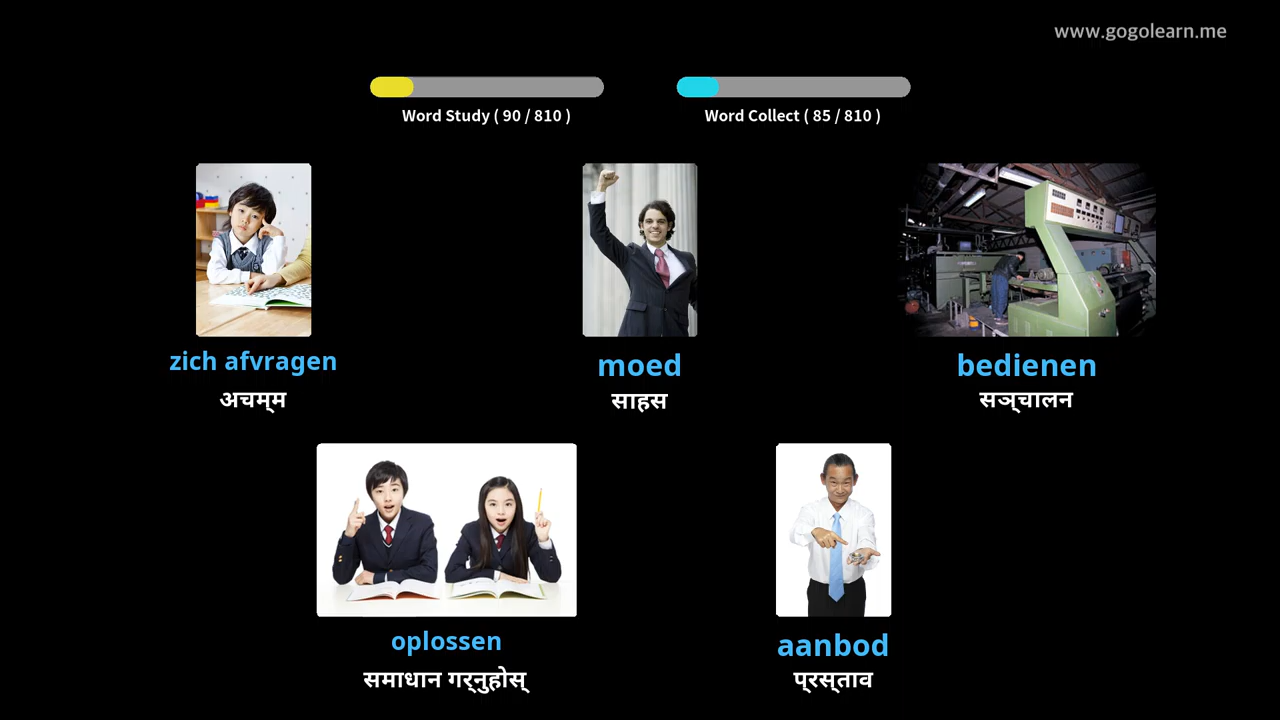 www.gogolearn.me
Word Study ( 90 / 810 )
Word Collect ( 85 / 810 )
zich afvragen
अचम्म
moed
साहस
bedienen
सञ्चालन
oplossen
समाधान गर्नुहोस्
aanbod
प्रस्ताव